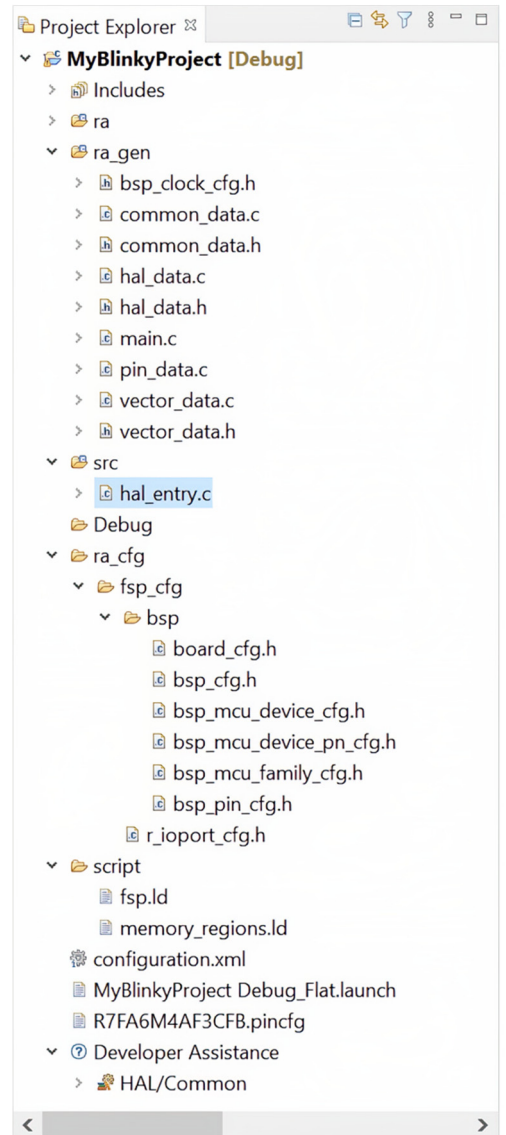 Project Explorer
MyBlinkyProject [Debug]
Includes
ra
ra_gen
bsp_clock_cfg.h
common_data.c
common_data.h
hal_data.c
hal_data.h
main.c
pin_data.c
vector_data.c
vector_data.h
src
hal_entry.c
Debug
ra_cfg
fsp_cfg
bsp
board_cfg.h
bsp_cfg.h
bsp_mcu_device_cfg.h
bsp_mcu_device_pn_cfg.h
bsp_mcu_family_cfg.h
bsp_pin_cfg.h
r_ioport_cfg.h
script
fsp.ld
memory_regions.ld
configuration.xml
MyBlinkyProject Debug_Flat.launch
R7FA6M4AF3CFB.pincfg
Developer Assistance
HAL/Common